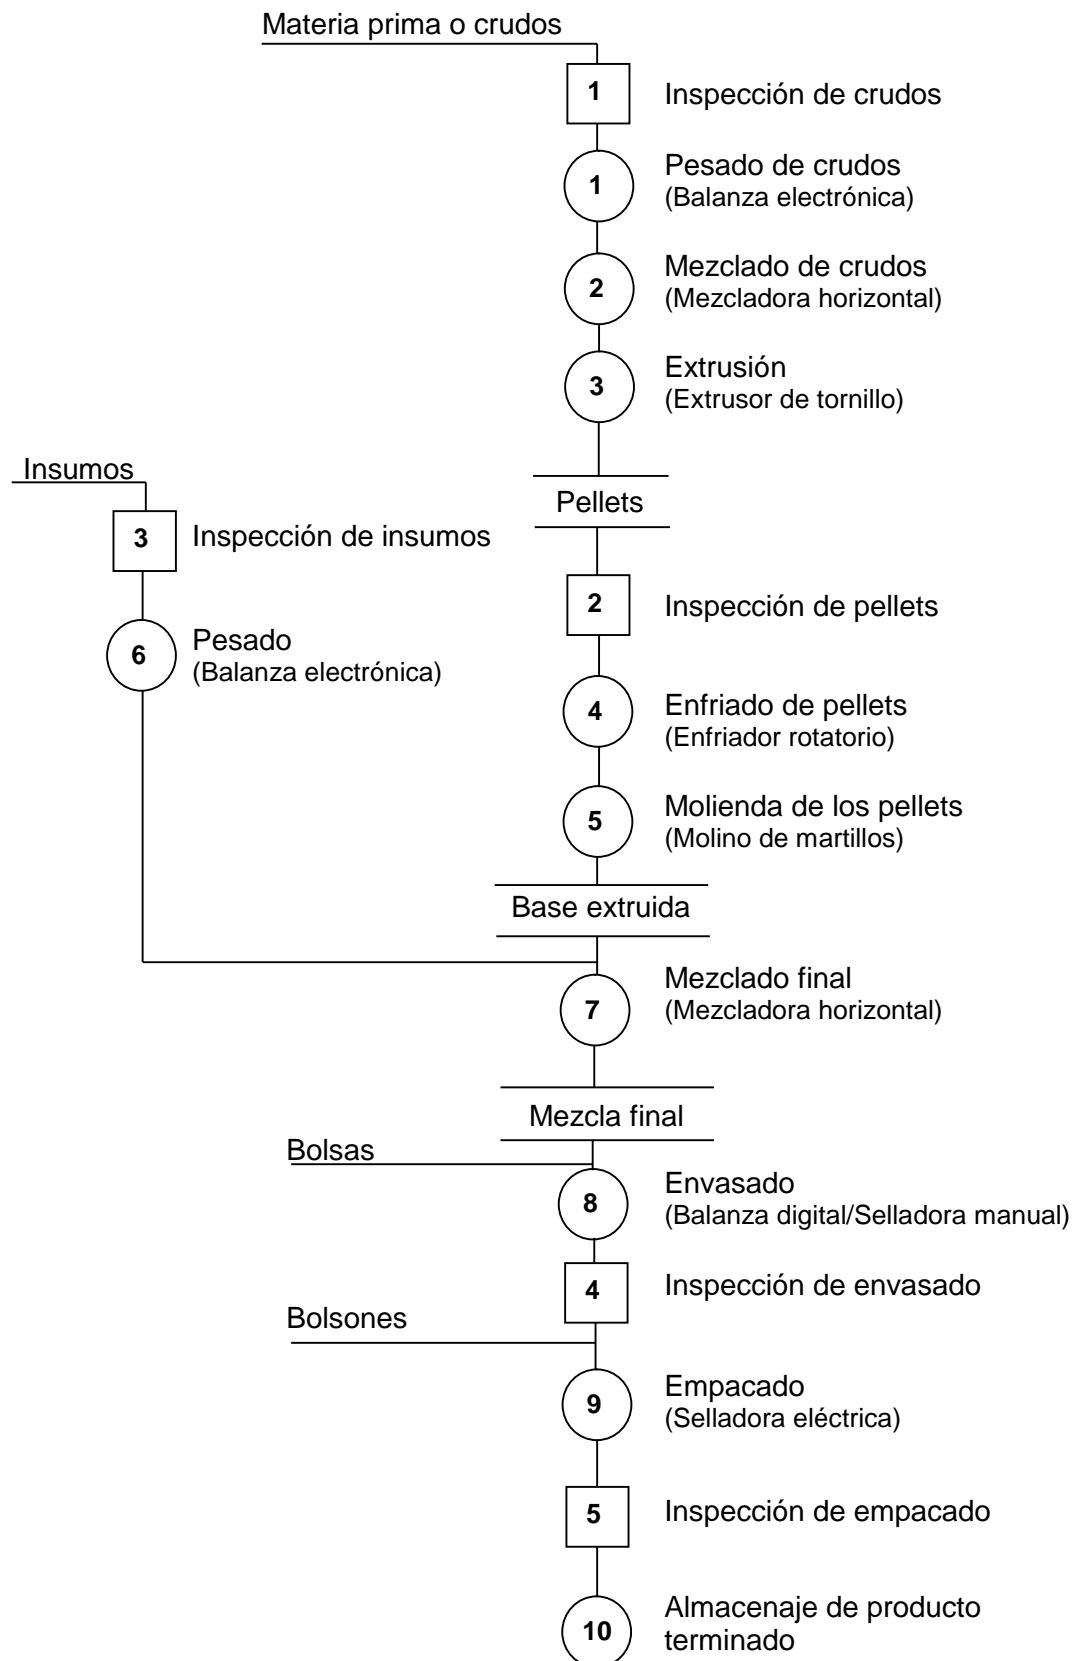 Materia prima o crudos
1
Inspección de crudos
1
Pesado de crudos
(Balanza electrónica)
2
Mezclado de crudos
(Mezcladora horizontal)
3
Extrusión
(Extrusor de tornillo)
Insumos
Pellets
3
Inspección de insumos
2
Inspección de pellets
6
Pesado
(Balanza electrónica)
4
Enfriado de pellets
(Enfriador rotatorio)
5
Molienda de los pellets
(Molino de martillos)
Base extruida
7
Mezclado final
(Mezcladora horizontal)
Mezcla final
Bolsas
8
Envasado
(Balanza digital/Selladora manual)
4
Inspección de envasado
Bolsones
9
Empacado
(Selladora eléctrica)
5
Inspección de empacado
10
Almacenaje de producto
terminado